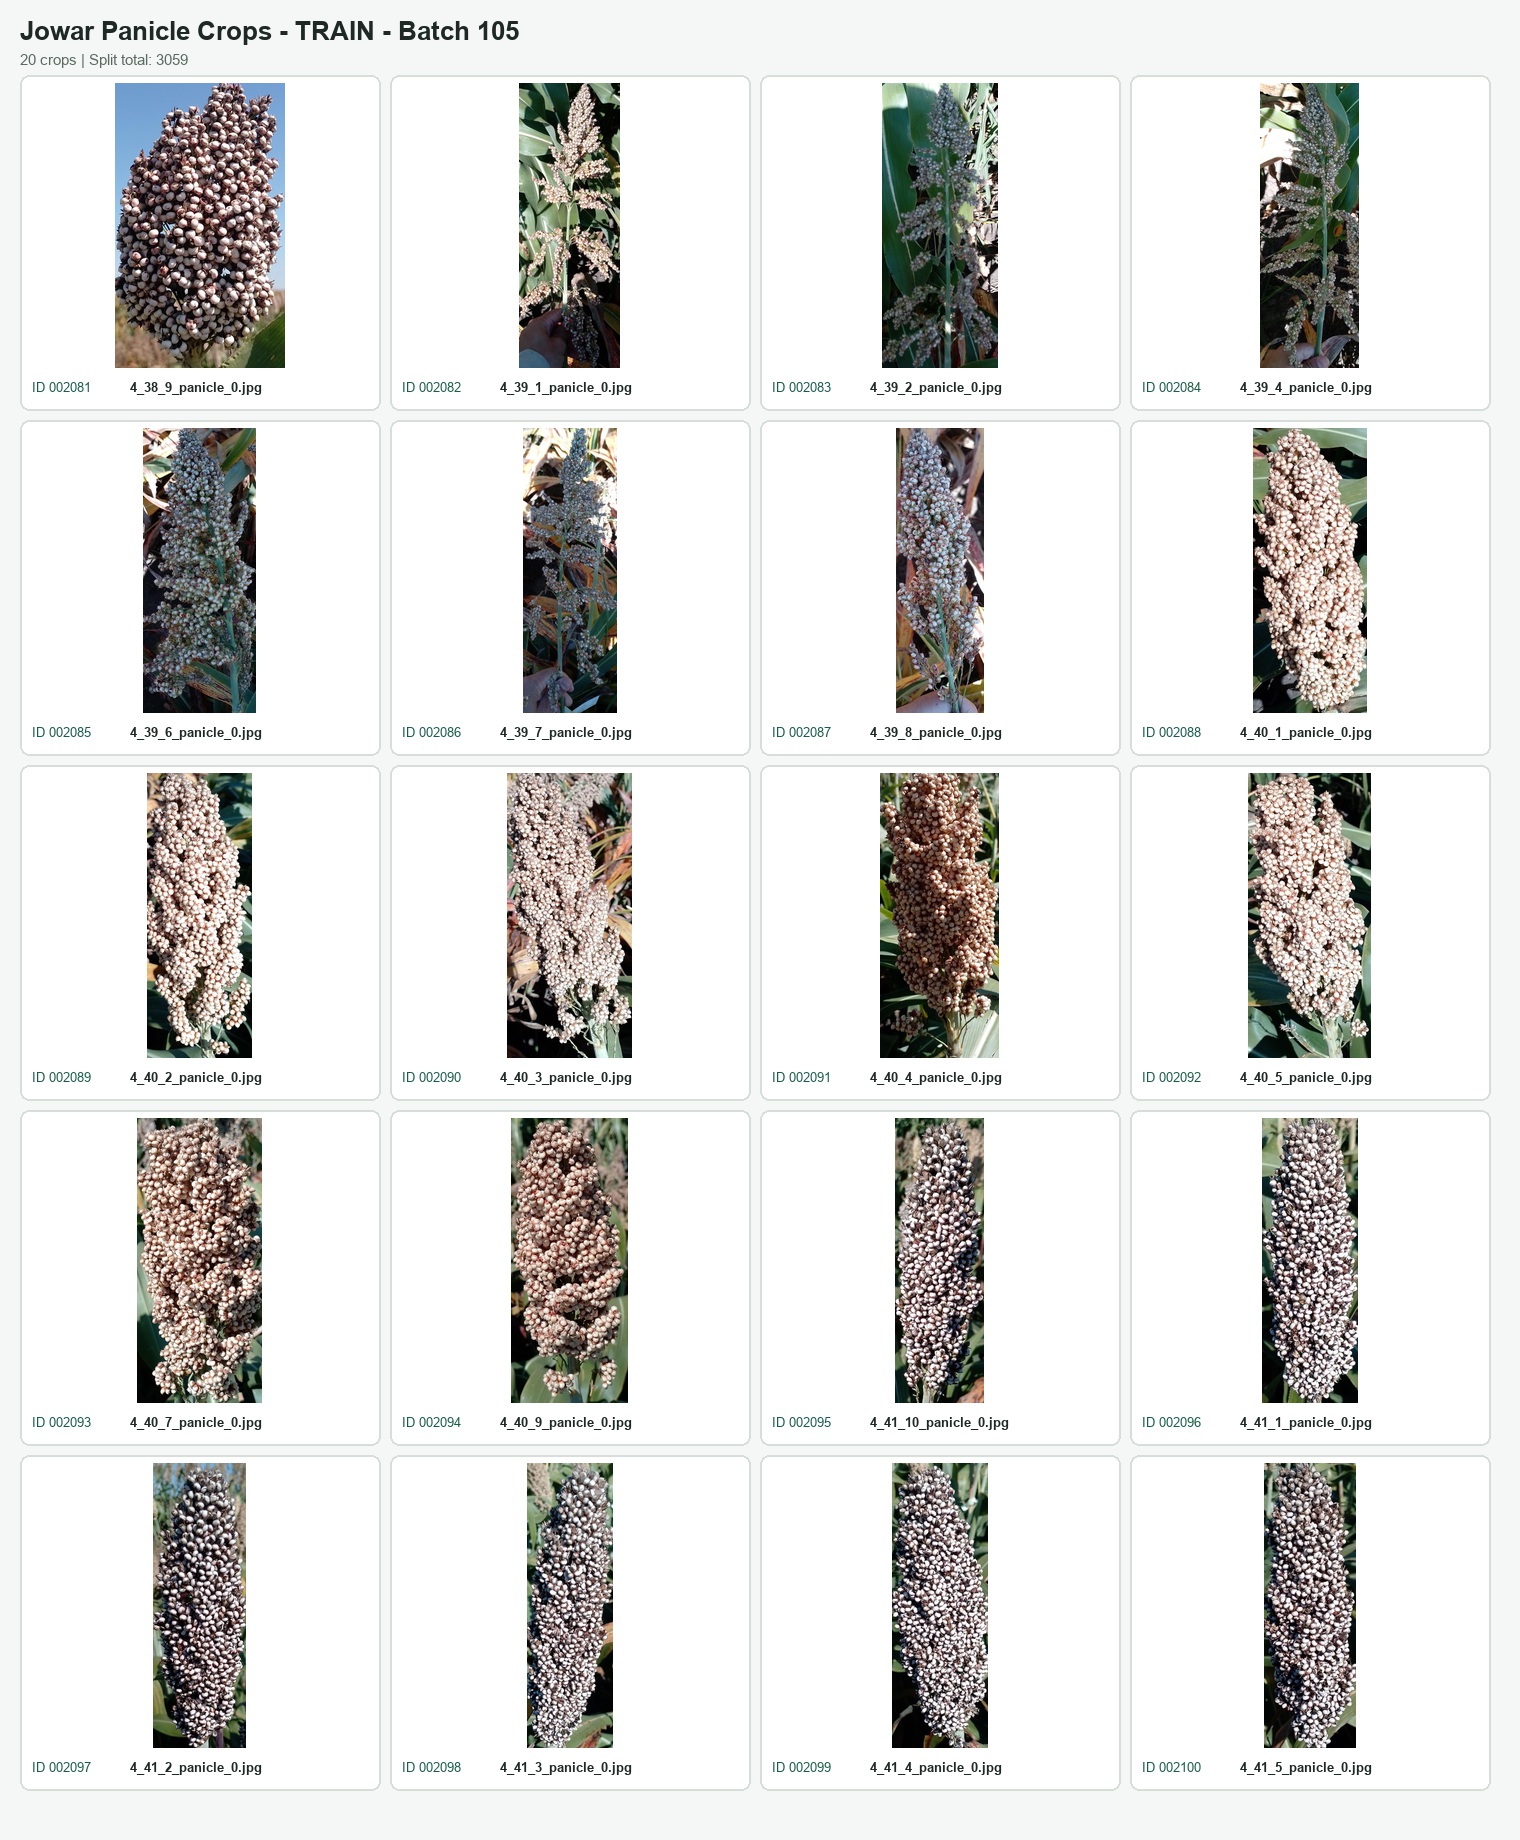 Jowar Panicle Crops - TRAIN - Batch 105
20 crops | Split total: 3059
ID 002081 4_38_9_panicle_0.jpg
ID 002082 4_39_1_panicle_0.jpg
ID 002083 4_39_2_panicle_0.jpg
ID 002084 4_39_4_panicle_0.jpg
ID 002085 4_39_6_panicle_0.jpg
ID 002086 4_39_7_panicle_0.jpg
ID 002087 4_39_8_panicle_0.jpg
ID 002088 4_40_1_panicle_0.jpg
ID 002089 4_40_2_panicle_0.jpg
ID 002090 4_40_3_panicle_0.jpg
ID 002091 4_40_4_panicle_0.jpg
ID 002092 4_40_5_panicle_0.jpg
ID 002093 4_40_7_panicle_0.jpg
ID 002094 4_40_9_panicle_0.jpg
ID 002095 4_41_10_panicle_0.jpg
ID 002096 4_41_1_panicle_0.jpg
ID 002097 4_41_2_panicle_0.jpg
ID 002098 4_41_3_panicle_0.jpg
ID 002099 4_41_4_panicle_0.jpg
ID 002100 4_41_5_panicle_0.jpg